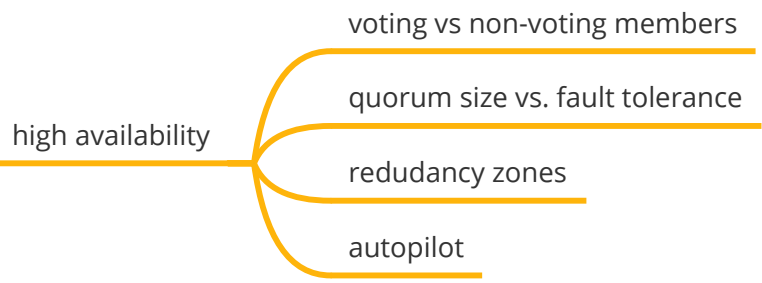 high availability
voting vs non-voting members
quorum size vs. fault tolerance
redudancy zones
autopilot